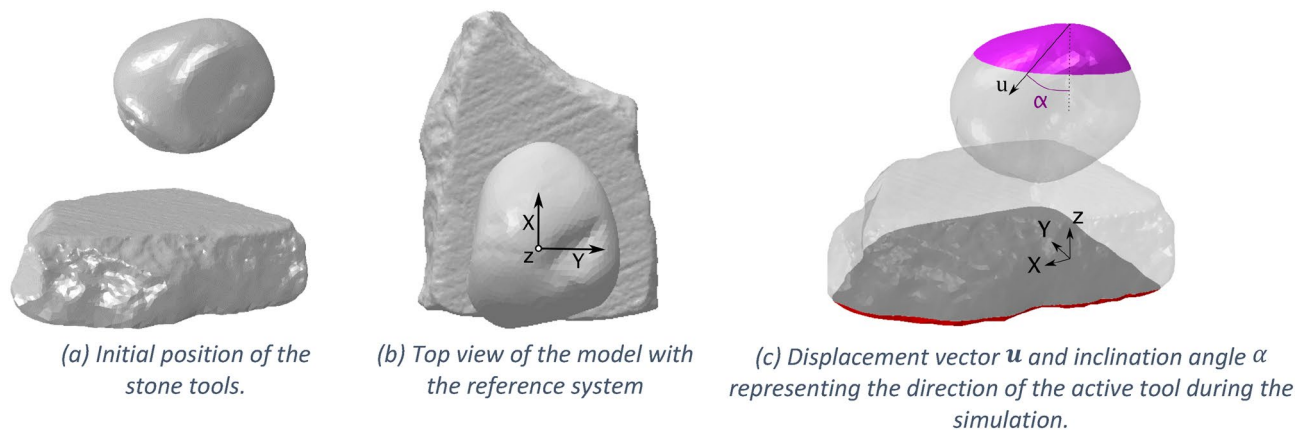 X
z
Y
u
α
z
Y
X
(a) Initial position of the
stone tools.
(b) Top view of the model with
the reference system
(c) Displacement vector u and inclination angle α
representing the direction of the active tool during the
simulation.